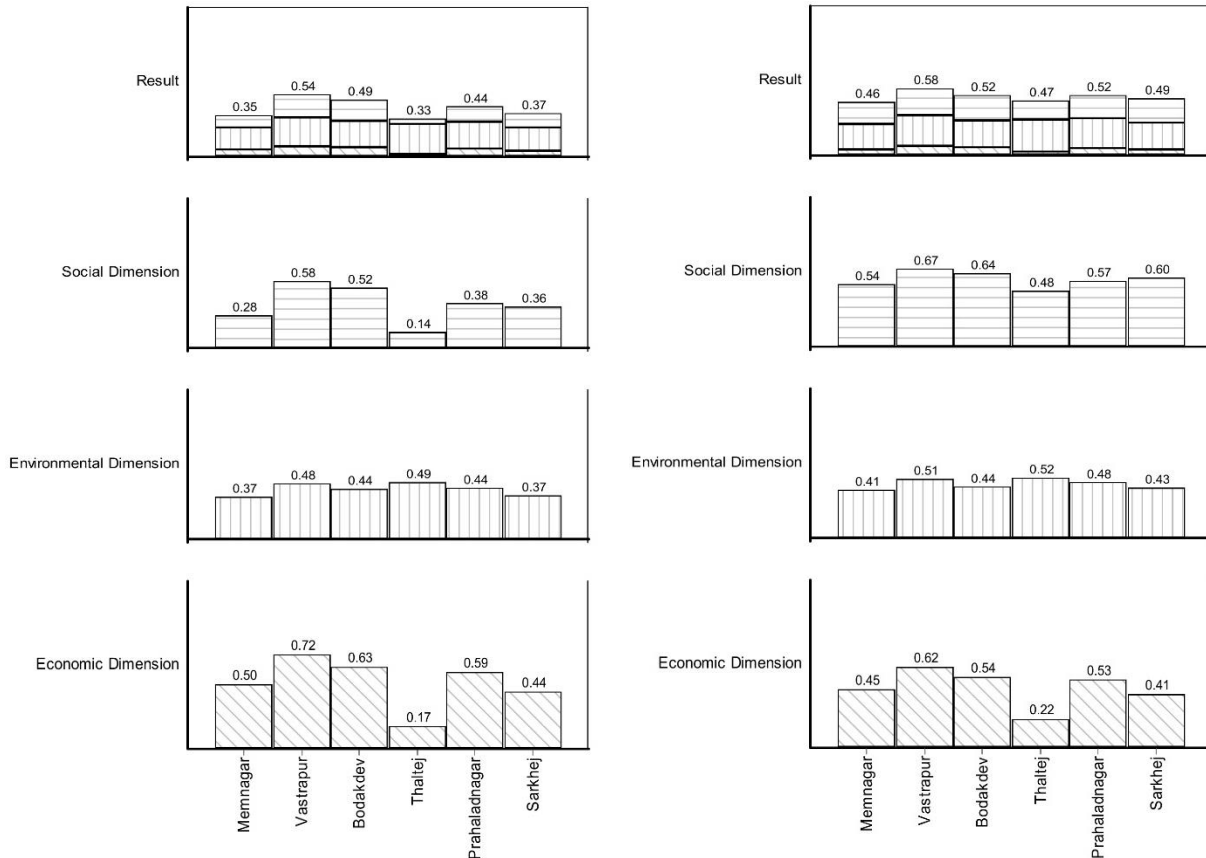 Result
0.35 0.54 0.49 0.33 0.44 0.37
Social Dimension
0.28 0.58 0.52 0.14 0.38 0.36
Environmental Dimension
0.37 0.48 0.44 0.49 0.44 0.37
Economic Dimension
0.50 0.72 0.63 0.17 0.59 0.44
Memnagar
Vastrapur
Bodakdev
Thaltej
Prahaladnagar
Sarkhej
Result
0.46 0.58 0.52 0.47 0.52 0.49
Social Dimension
0.54 0.67 0.64 0.48 0.57 0.60
Environmental Dimension
0.41 0.51 0.44 0.52 0.48 0.43
Economic Dimension
0.45 0.62 0.54 0.22 0.53 0.41
Memnagar
Vastrapur
Bodakdev
Thaltej
Prahaladnagar
Sarkhej